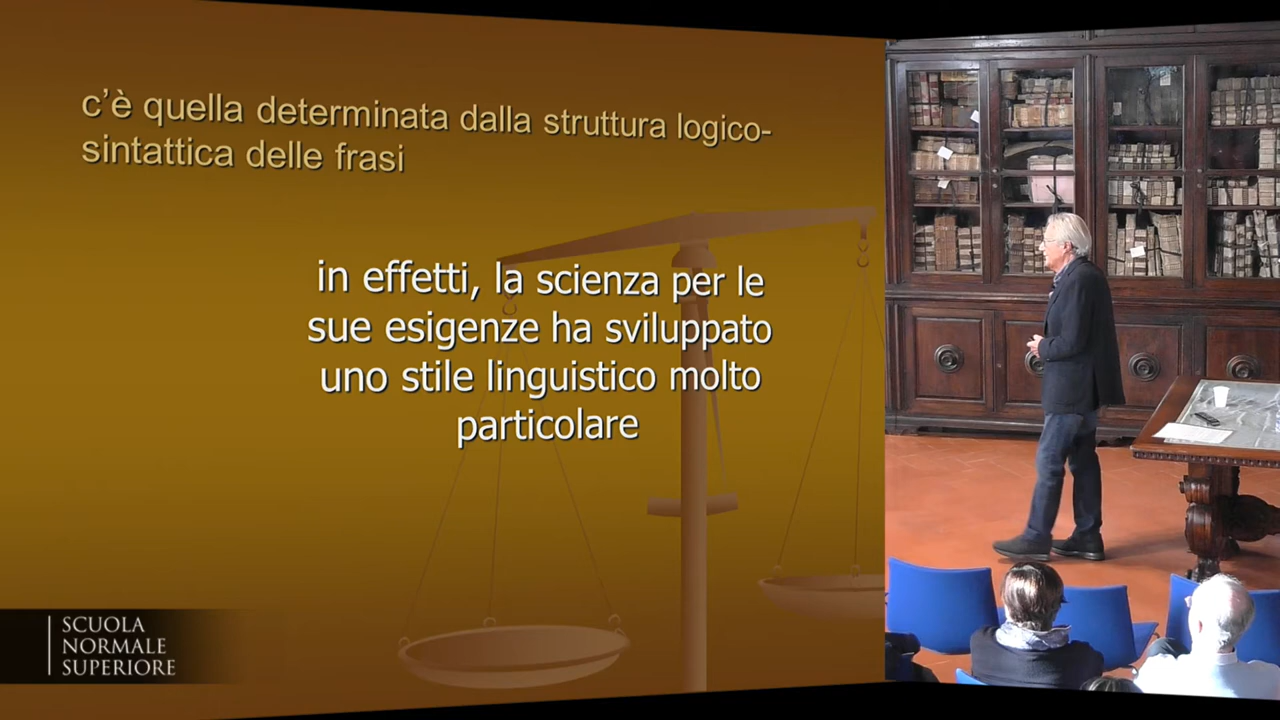 c’è quella determinata dalla struttura logico-
sintattica delle frasi
in effetti, la scienza per le
sue esigenze ha sviluppato
uno stile linguistico molto
particolare
SCUOLA
NORMALE
SUPERIORE